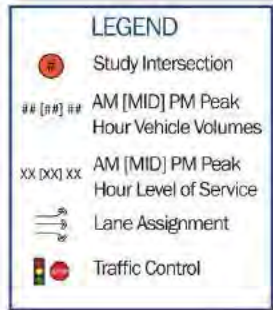 LEGEND
# Study Intersection
## [##] ## AM [MID] PM Peak
Hour Vehicle Volumes
XX [XX] XX AM [MID] PM Peak
Hour Level of Service
Lane Assignment
Traffic Control